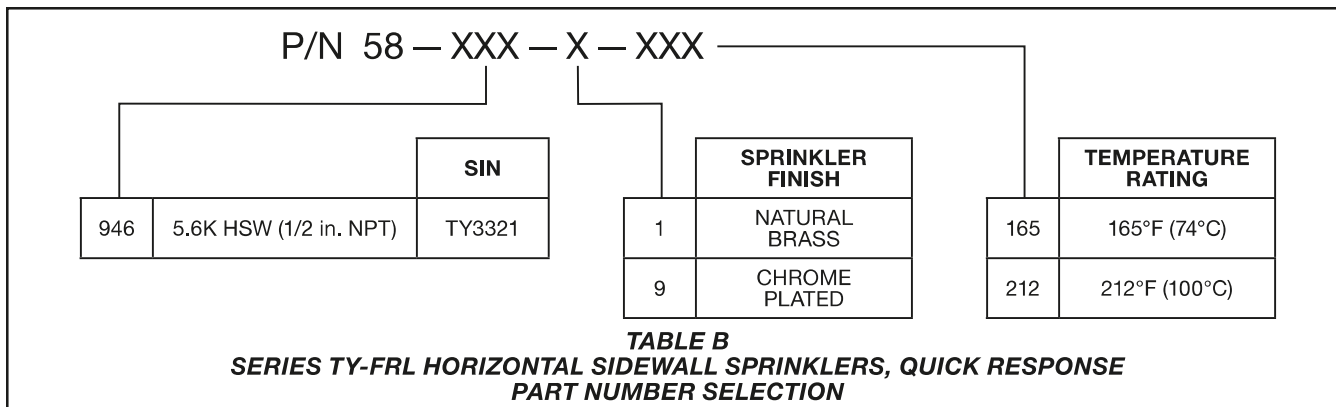 P/N 58 — XXX — X — XXX
SIN
946 5.6K HSW (1/2 in. NPT) TY3321
SPRINKLER
FINISH
1 NATURAL
BRASS
9 CHROME
PLATED
TEMPERATURE
RATING
165 165°F (74°C)
212 212°F (100°C)
TABLE B
SERIES TY-FRL HORIZONTAL SIDEWALL SPRINKLERS, QUICK RESPONSE
PART NUMBER SELECTION